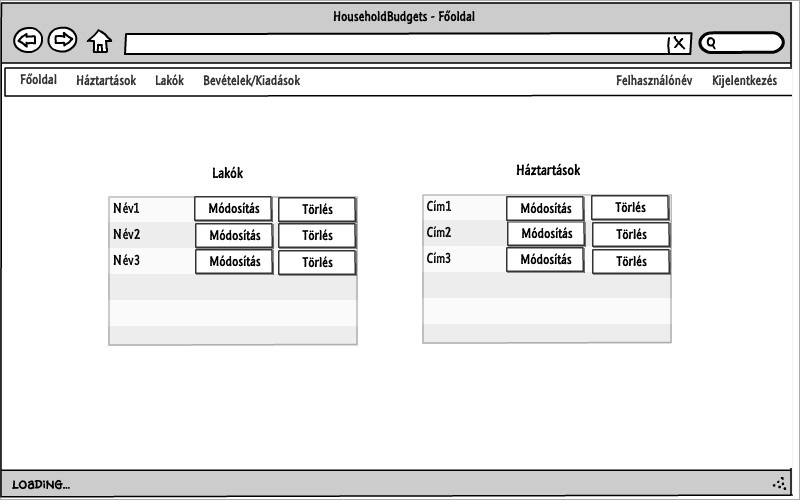 HouseholdBudgets - Főoldal
Főoldal Háztartások Lakók Bevételek/Kiadások Felhasználónév Kijelentkezés
Lakók
Név1 Módosítás Törlés
Név2 Módosítás Törlés
Név3 Módosítás Törlés
Háztartások
Cím1 Módosítás Törlés
Cím2 Módosítás Törlés
Cím3 Módosítás Törlés
LOADING...